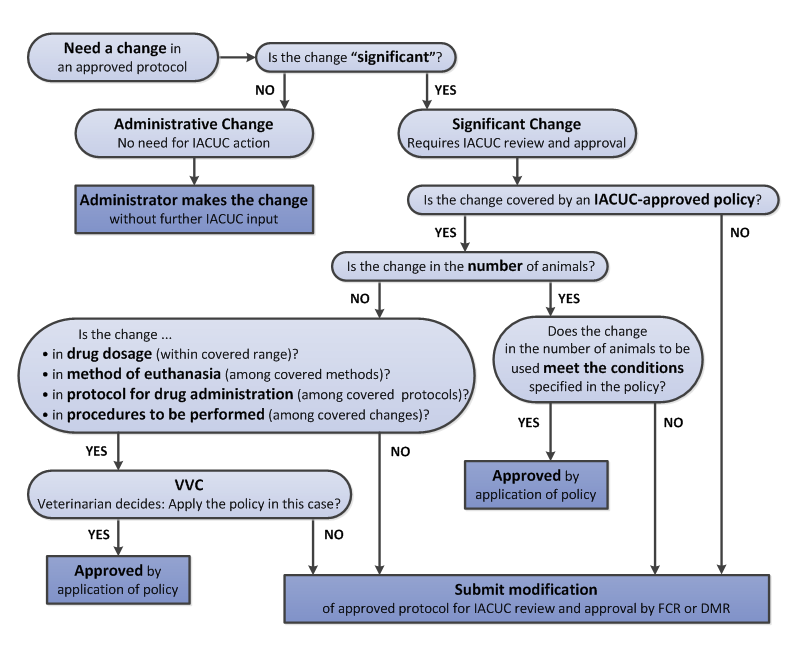 Need a change in
an approved protocol
Is the change “significant”?
NO
YES
Administrative Change
No need for IACUC action
Significant Change
Requires IACUC review and approval
Administrator makes the change
without further IACUC input
Is the change covered by an IACUC-approved policy?
YES
NO
Is the change in the number of animals?
NO
YES
Is the change ...
• in drug dosage (within covered range)?
• in method of euthanasia (among covered methods)?
• in protocol for drug administration (among covered protocols)?
• in procedures to be performed (among covered changes)?
Does the change
in the number of animals to be
used meet the conditions
specified in the policy?
YES
NO
YES
NO
Approved by
application of policy
VVC
Veterinarian decides: Apply the policy in this case?
YES
NO
Approved by
application of policy
Submit modification
of approved protocol for IACUC review and approval by FCR or DMR